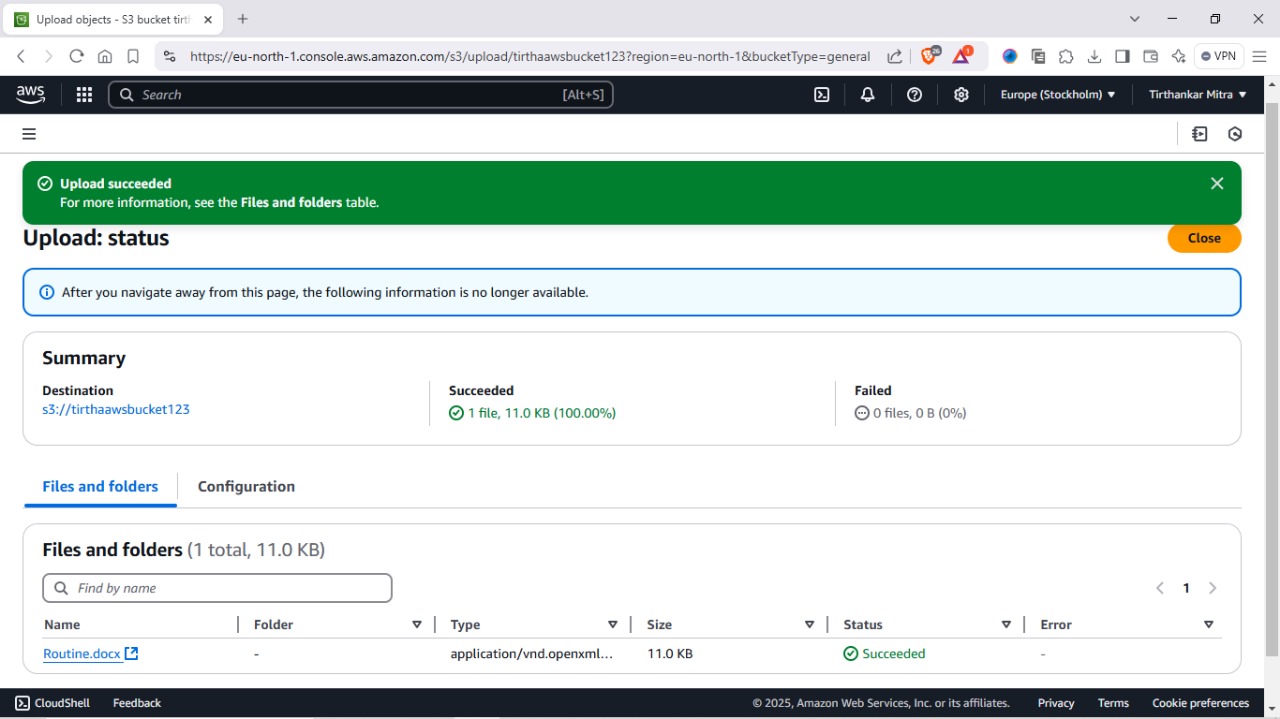 Upload objects - S3 bucket tirth
https://eu-north-1.console.aws.amazon.com/s3/upload/tirthaawsbucket123?region=eu-north-1&bucketType=general
26
1
VPN
aws
Search
[Alt+S]
Europe (Stockholm)
Tirthankar Mitra
Upload succeeded
For more information, see the Files and folders table.
Upload: status
Close
After you navigate away from this page, the following information is no longer available.
Summary
Destination
s3://tirthaawsbucket123
Succeeded
1 file, 11.0 KB (100.00%)
Failed
0 files, 0 B (0%)
Files and folders
Configuration
Files and folders (1 total, 11.0 KB)
Find by name
1
Name Folder Type Size Status Error
Routine.docx - application/vnd.openxml... 11.0 KB Succeeded -
CloudShell Feedback © 2025, Amazon Web Services, Inc. or its affiliates. Privacy Terms Cookie preferences